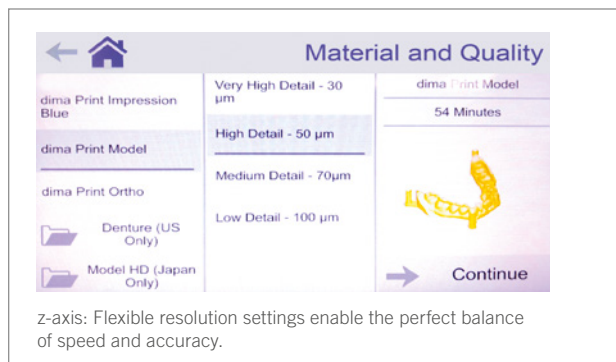 Material and Quality
dima Print Impression
Blue
dima Print Model
dima Print Ortho
Denture (US
Only)
Model HD (Japan
Only)
Very High Detail - 30
µm
High Detail - 50 µm
Medium Detail - 70µm
Low Detail - 100 µm
dima Print Model
54 Minutes
Continue
z-axis: Flexible resolution settings enable the perfect balance
of speed and accuracy.